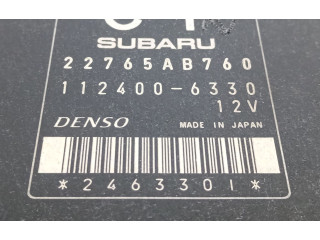 SUBARU
22765AB760
112400-6330
12V
DENSO MADE IN JAPAN
*2463301*